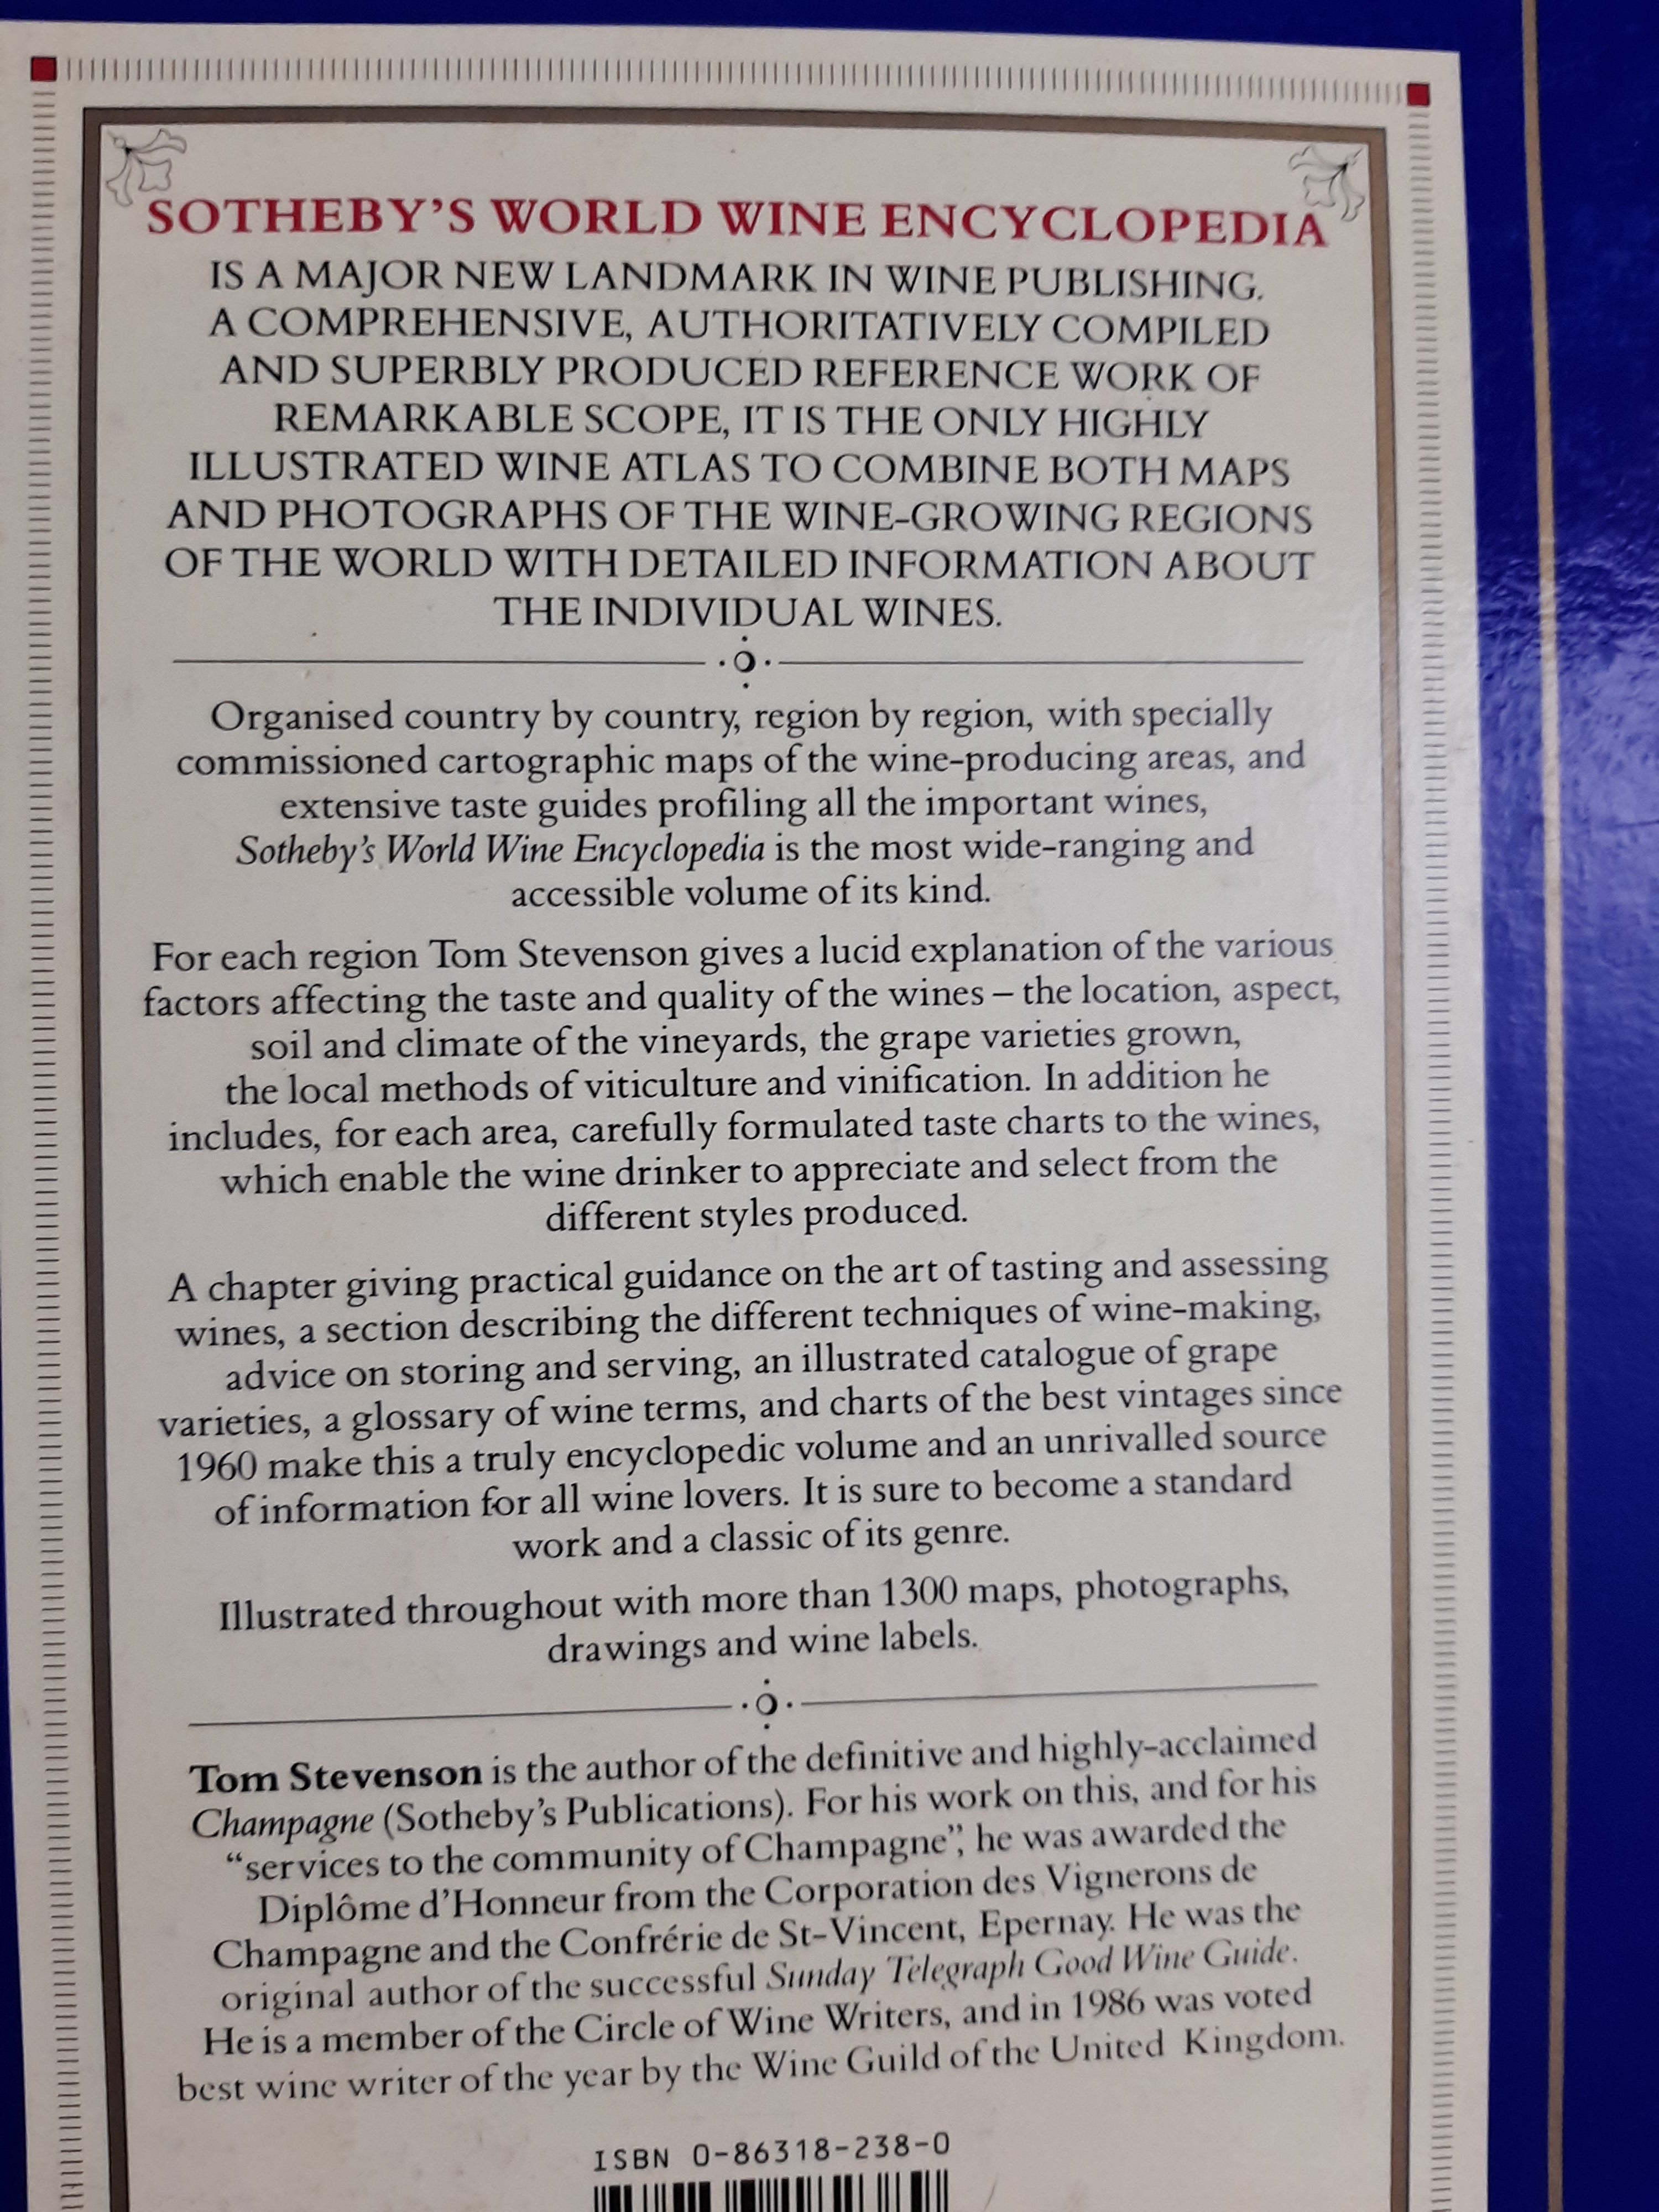 SOTHEBY'S WORLD WINE ENCYCLOPEDIA
IS A MAJOR NEW LANDMARK IN WINE PUBLISHING.
A COMPREHENSIVE, AUTHORITATIVELY COMPILED
AND SUPERBLY PRODUCED REFERENCE WORK OF
REMARKABLE SCOPE, IT IS THE ONLY HIGHLY
ILLUSTRATED WINE ATLAS TO COMBINE BOTH MAPS
AND PHOTOGRAPHS OF THE WINE-GROWING REGIONS
OF THE WORLD WITH DETAILED INFORMATION ABOUT
THE INDIVIDUAL WINES.
Organised country by country, region by region, with specially
commissioned cartographic maps of the wine-producing areas, and
extensive taste guides profiling all the important wines,
Sotheby's World Wine Encyclopedia is the most wide-ranging and
accessible volume of its kind.
For each region Tom Stevenson gives a lucid explanation of the various
factors affecting the taste and quality of the wines – the location, aspect,
soil and climate of the vineyards, the grape varieties grown,
the local methods of viticulture and vinification. In addition he
includes, for each area, carefully formulated taste charts to the wines,
which enable the wine drinker to appreciate and select from the
different styles produced.
A chapter giving practical guidance on the art of tasting and assessing
wines, a section describing the different techniques of wine-making,
advice on storing and serving, an illustrated catalogue of grape
varieties, a glossary of wine terms, and charts of the best vintages since
1960 make this a truly encyclopedic volume and an unrivalled source
of information for all wine lovers. It is sure to become a standard
work and a classic of its genre.
Illustrated throughout with more than 1300 maps, photographs,
drawings and wine labels.
Tom Stevenson is the author of the definitive and highly-acclaimed
Champagne (Sotheby's Publications). For his work on this, and for his
“services to the community of Champagne”, he was awarded the
Diplôme d'Honneur from the Corporation des Vignerons de
Champagne and the Confrérie de St-Vincent, Epernay. He was the
original author of the successful Sunday Telegraph Good Wine Guide.
He is a member of the Circle of Wine Writers, and in 1986 was voted
best wine writer of the year by the Wine Guild of the United Kingdom.
ISBN 0-86318-238-0